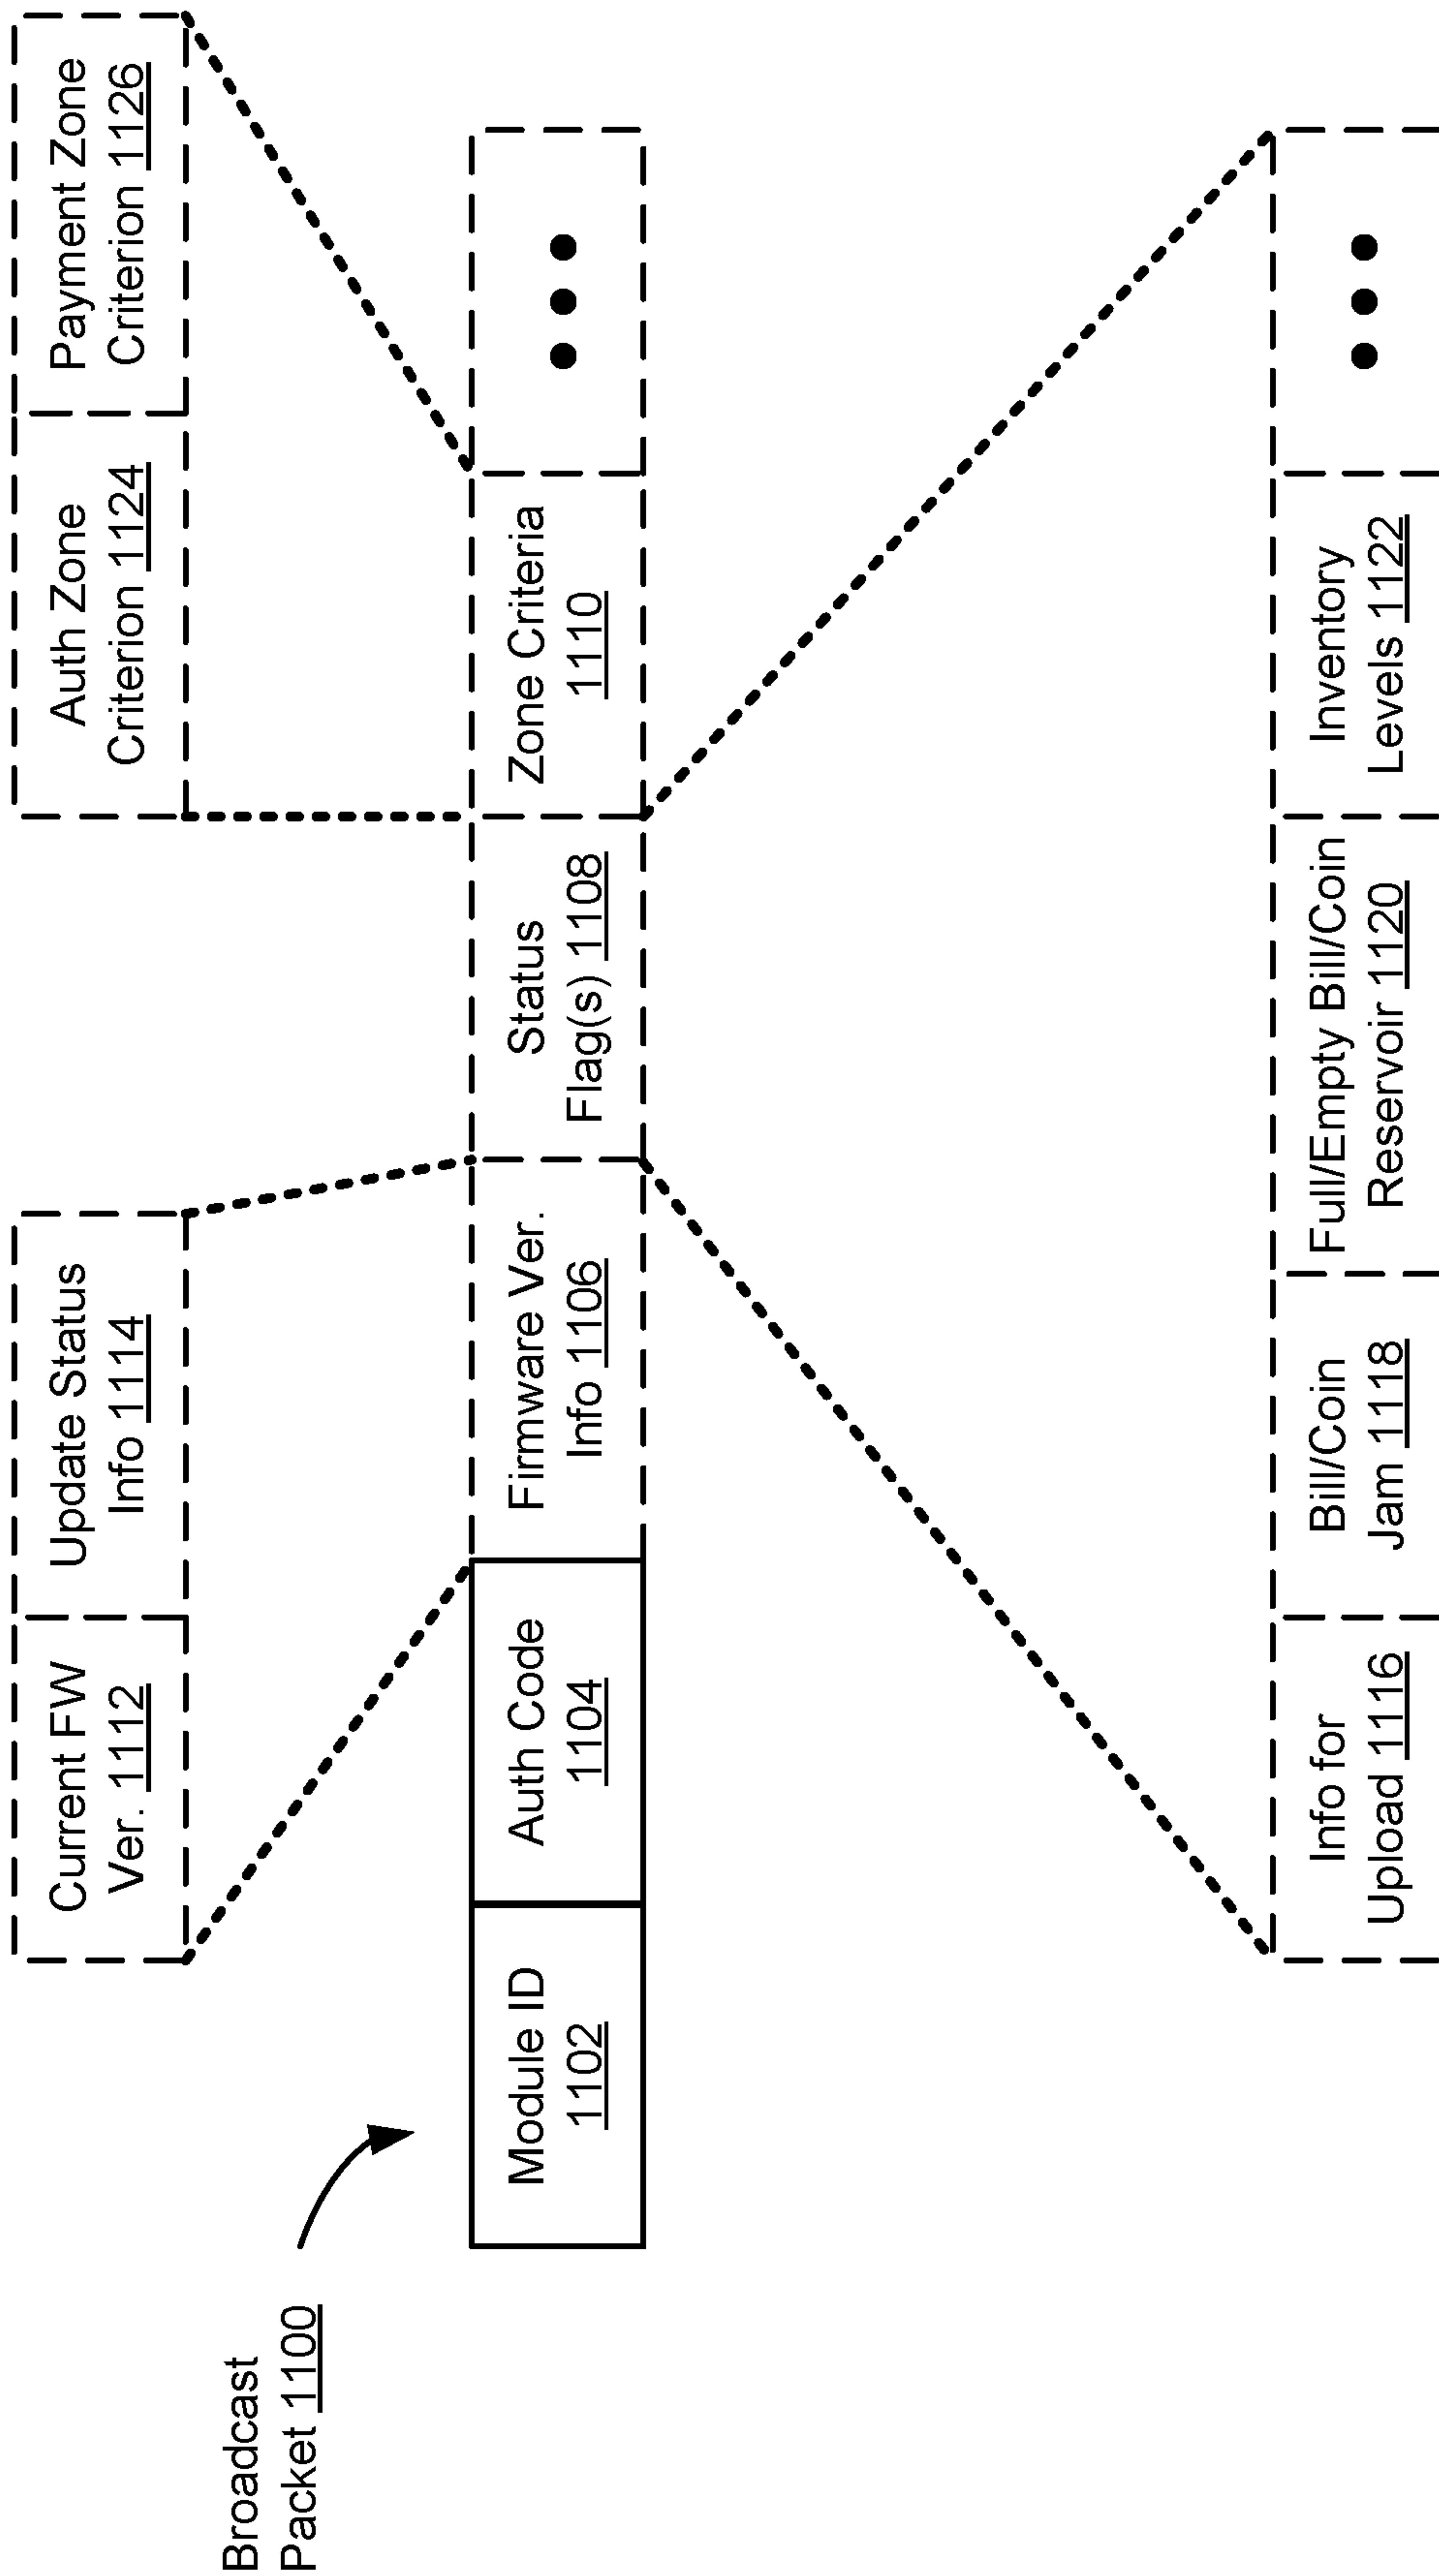 Broadcast
Packet 1100
Current FW
Ver. 1112
Update Status
Info 1114
Auth Zone
Criterion 1124
Payment Zone
Criterion 1126
Module ID
1102
Auth Code
1104
Firmware Ver.
Info 1106
Status
Flag(s) 1108
Zone Criteria
1110
Info for
Upload 1116
Bill/Coin
Jam 1118
Full/Empty Bill/Coin
Reservoir 1120
Inventory
Levels 1122